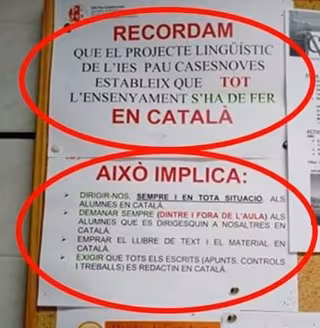 RECORDAM
QUE EL PROJECTE LINGÜÍSTIC
DE L'IES PAU CASESNOVES
ESTABLEIX QUE TOT
L'ENSENYAMENT S'HA DE FER
EN CATALÀ
AIXÒ IMPLICA:
DIRIGIR-NOS, SEMPRE I EN TOTA SITUACIÓ, ALS
ALUMNES EN CATALÀ.
DEMANAR SEMPRE (DINTRE I FORA DE L'AULA) ALS
ALUMNES QUE ES DIRIGESQUIN A NOSALTRES EN
CATALÀ.
EMPRAR EL LLIBRE DE TEXT I EL MATERIAL EN
CATALÀ.
EXIGIR QUE TOTS ELS ESCRITS (APUNTS, CONTROLS
I TREBALLS) ES REDACTIN EN CATALÀ.